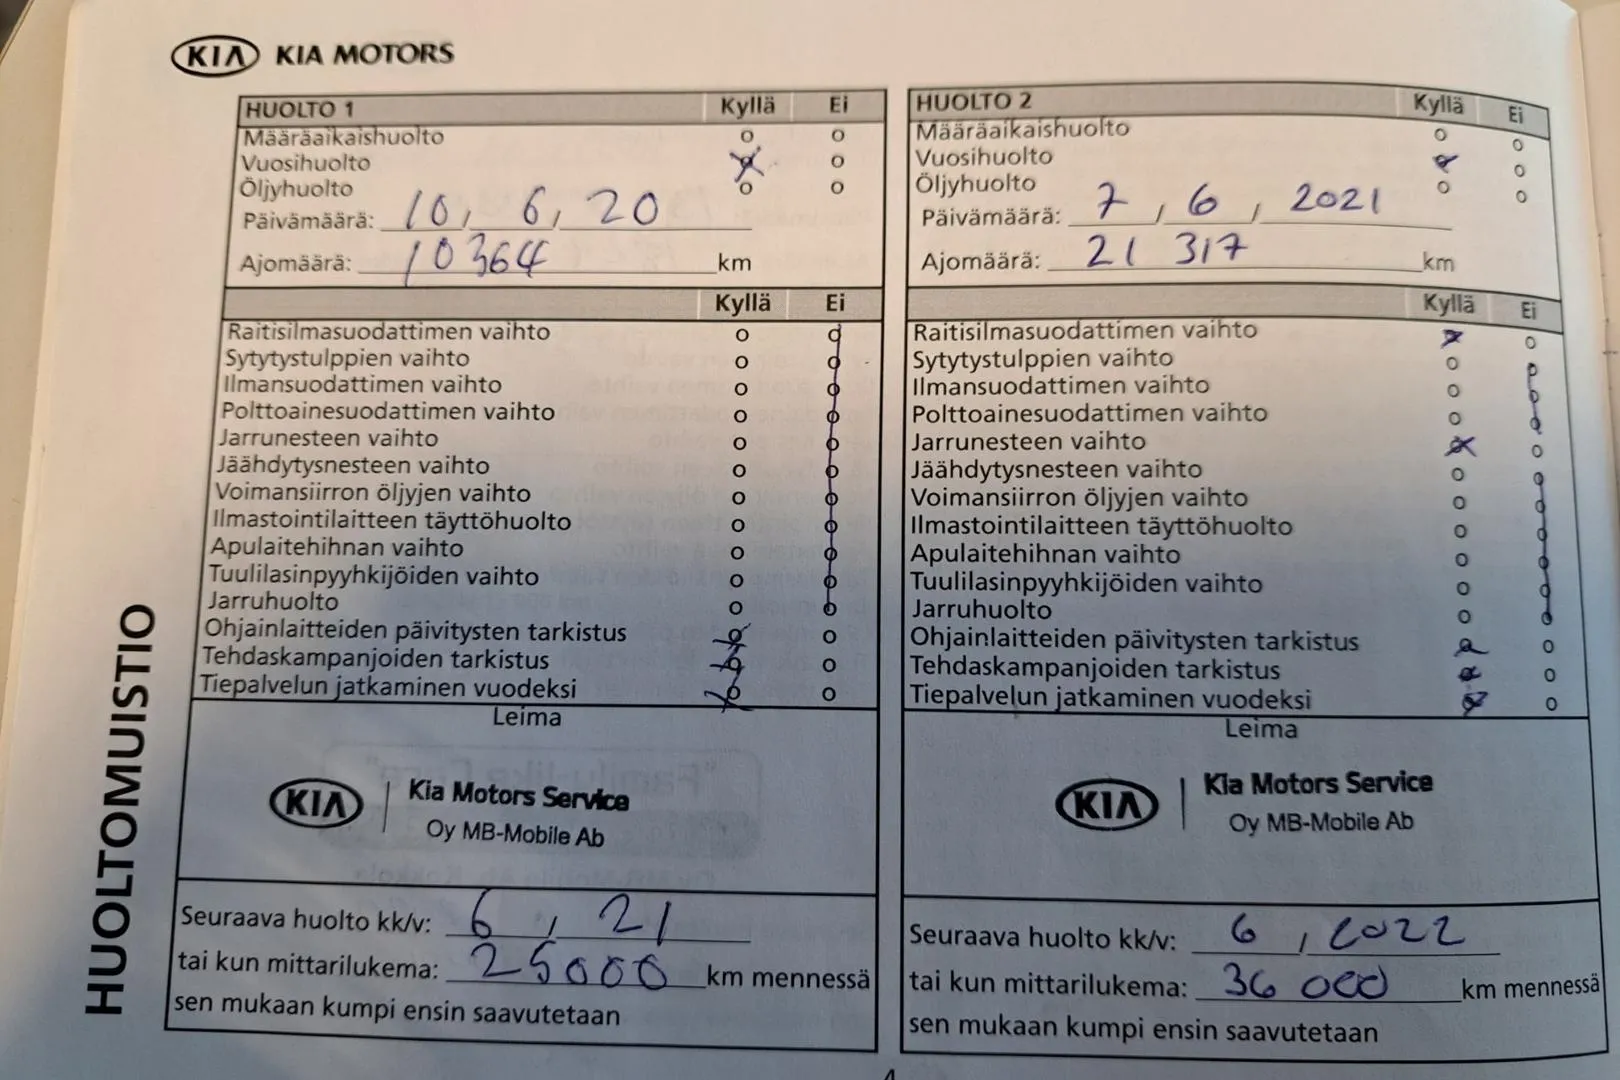 KIA KIA MOTORS
HUOLTOMUISTIO
HUOLTO 1 Kyllä Ei
Määräaikaishuolto
Vuosihuolto
Öljyhuolto
Päivämäärä: 10, 6, 20
Ajomäärä: 10364 km
Kyllä Ei
Raitisilmasuodattimen vaihto
Sytytystulppien vaihto
Ilmansuodattimen vaihto
Polttoainesuodattimen vaihto
Jarrunesteen vaihto
Jäähdytysnesteen vaihto
Voimansiirron öljyjen vaihto
Ilmastointilaitteen täyttöhuolto
Apulaitehihnan vaihto
Tuulilasinpyyhkijöiden vaihto
Jarruhuolto
Ohjainlaitteiden päivitysten tarkistus
Tehdaskampanjoiden tarkistus
Tiepalvelun jatkaminen vuodeksi
Leima
KIA Kia Motors Service
Oy MB-Mobile Ab
Seuraava huolto kk/v: 6, 21
tai kun mittarilukema: 25000 km mennessä
sen mukaan kumpi ensin saavutetaan
HUOLTO 2 Kyllä Ei
Määräaikaishuolto
Vuosihuolto
Öljyhuolto
Päivämäärä: 7, 6, 2021
Ajomäärä: 21 317 km
Kyllä Ei
Raitisilmasuodattimen vaihto
Sytytystulppien vaihto
Ilmansuodattimen vaihto
Polttoainesuodattimen vaihto
Jarrunesteen vaihto
Jäähdytysnesteen vaihto
Voimansiirron öljyjen vaihto
Ilmastointilaitteen täyttöhuolto
Apulaitehihnan vaihto
Tuulilasinpyyhkijöiden vaihto
Jarruhuolto
Ohjainlaitteiden päivitysten tarkistus
Tehdaskampanjoiden tarkistus
Tiepalvelun jatkaminen vuodeksi
Leima
KIA Kia Motors Service
Oy MB-Mobile Ab
Seuraava huolto kk/v: 6, 2022
tai kun mittarilukema: 36 000 km mennessä
sen mukaan kumpi ensin saavutetaan